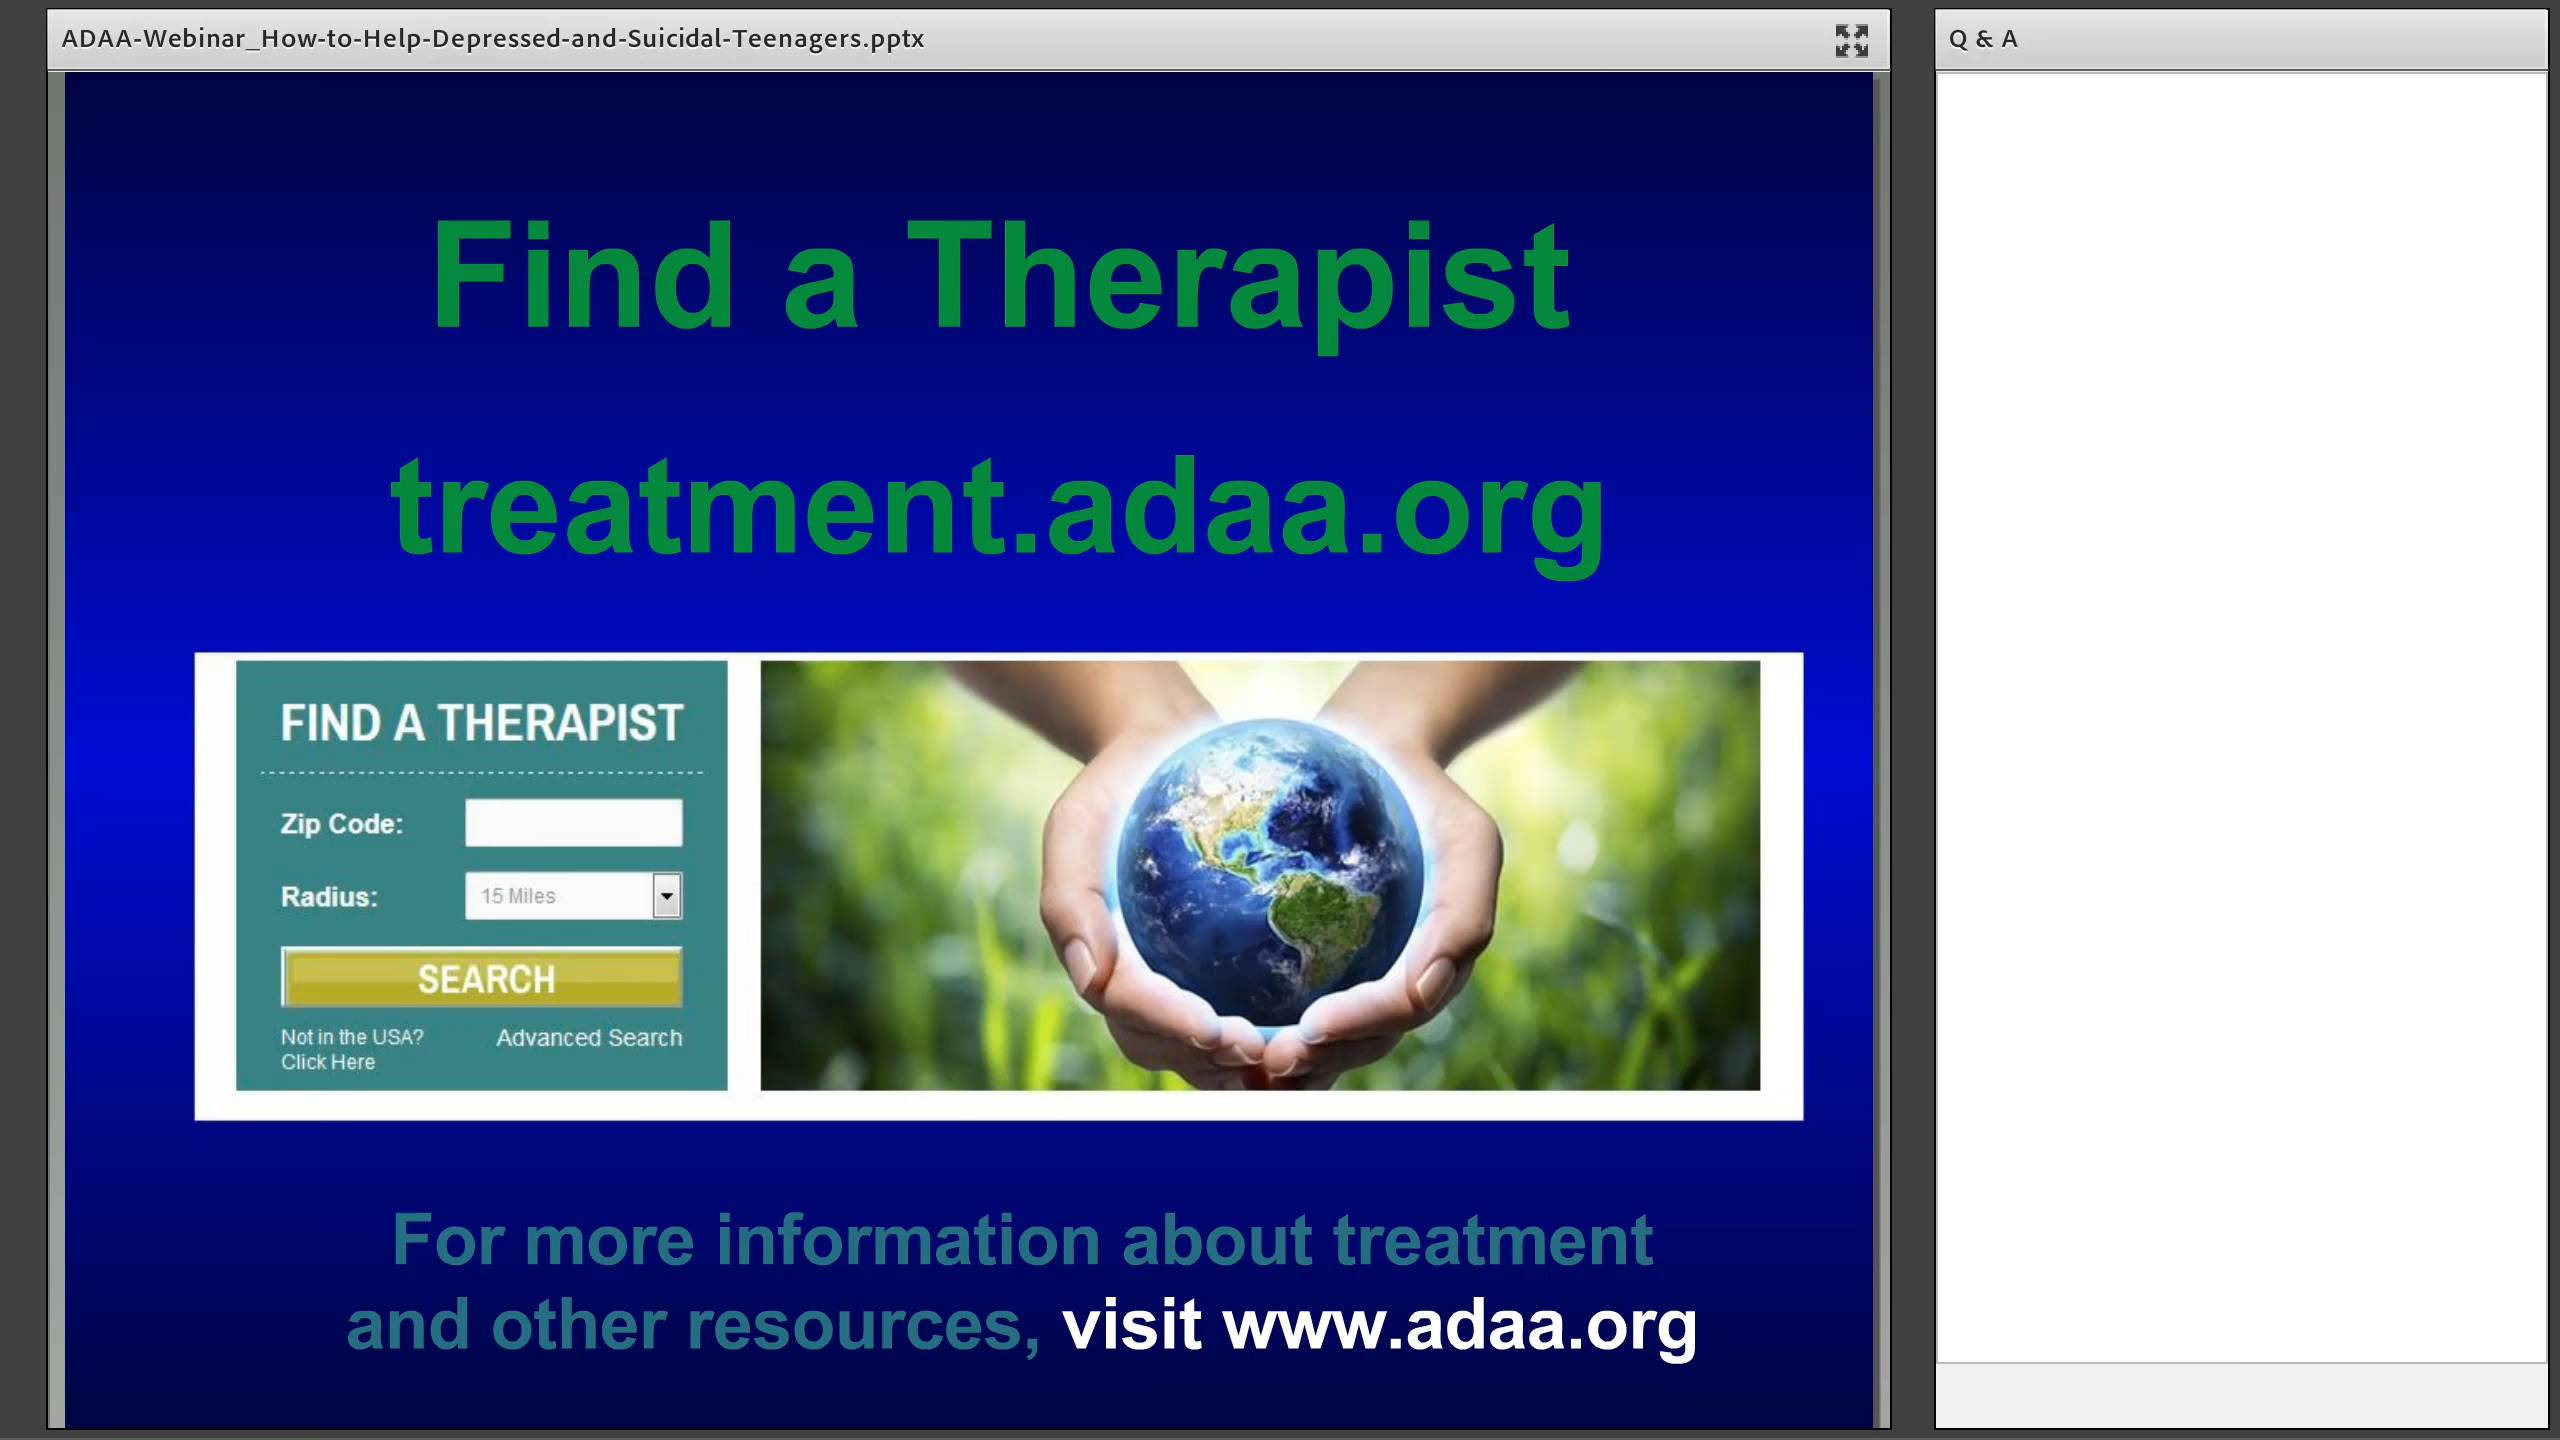 ADAA-Webinar_How-to-Help-Depressed-and-Suicidal-Teenagers.pptx
Q & A
Find a Therapist
treatment.adaa.org
FIND A THERAPIST
Zip Code:
Radius: 15 Miles
SEARCH
Not in the USA? Advanced Search
Click Here
For more information about treatment
and other resources, visit www.adaa.org